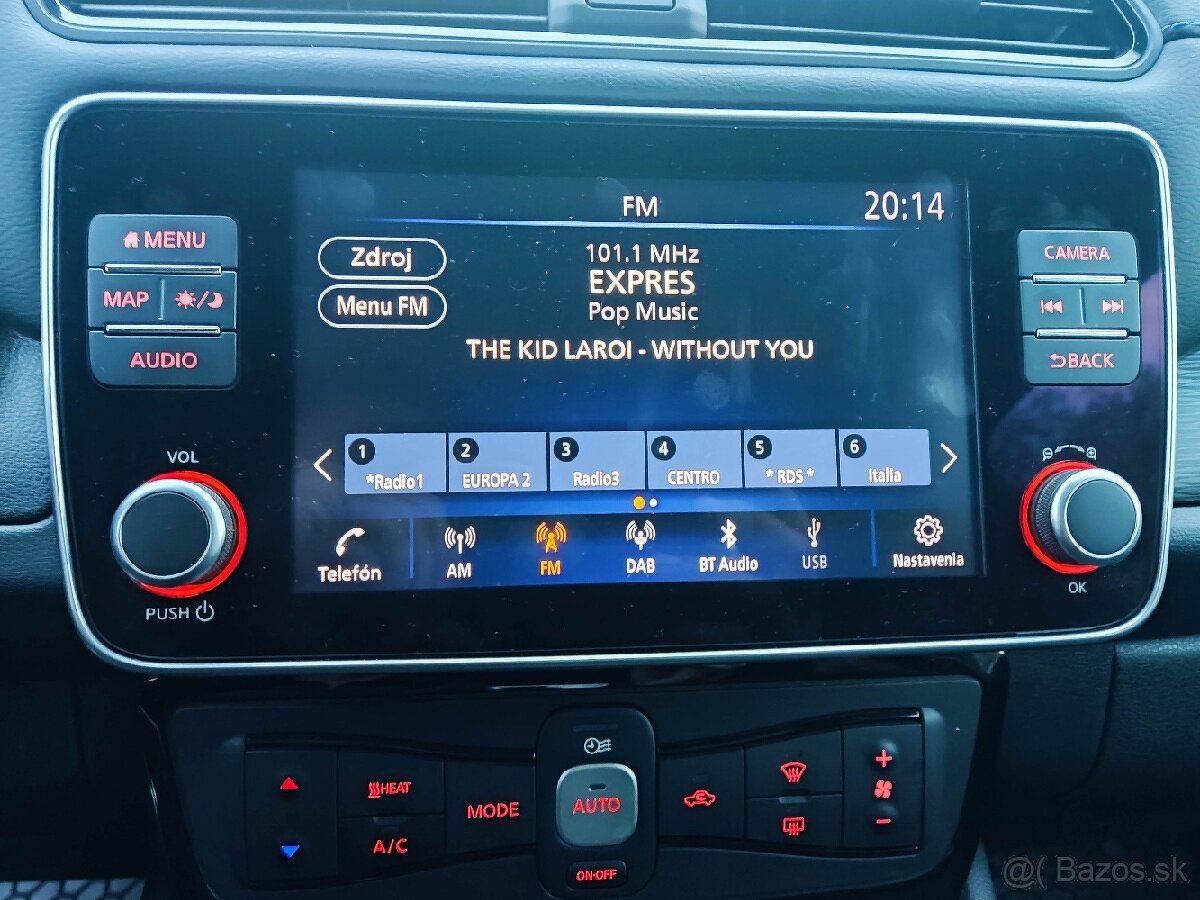 FM
20:14
MENU
MAP
AUDIO
Zdroj
Menu FM
101.1 MHz
EXPRES
Pop Music
THE KID LAROI - WITHOUT YOU
CAMERA
BACK
VOL
PUSH
OK
1 *Radio1
2 EUROPA 2
3 Radio3
4 CENTRO
5 * RDS *
6 Italia
Telefón
AM
FM
DAB
BT Audio
USB
Nastavenia
HEAT
A/C
MODE
AUTO
ON·OFF
@( Bazos.sk